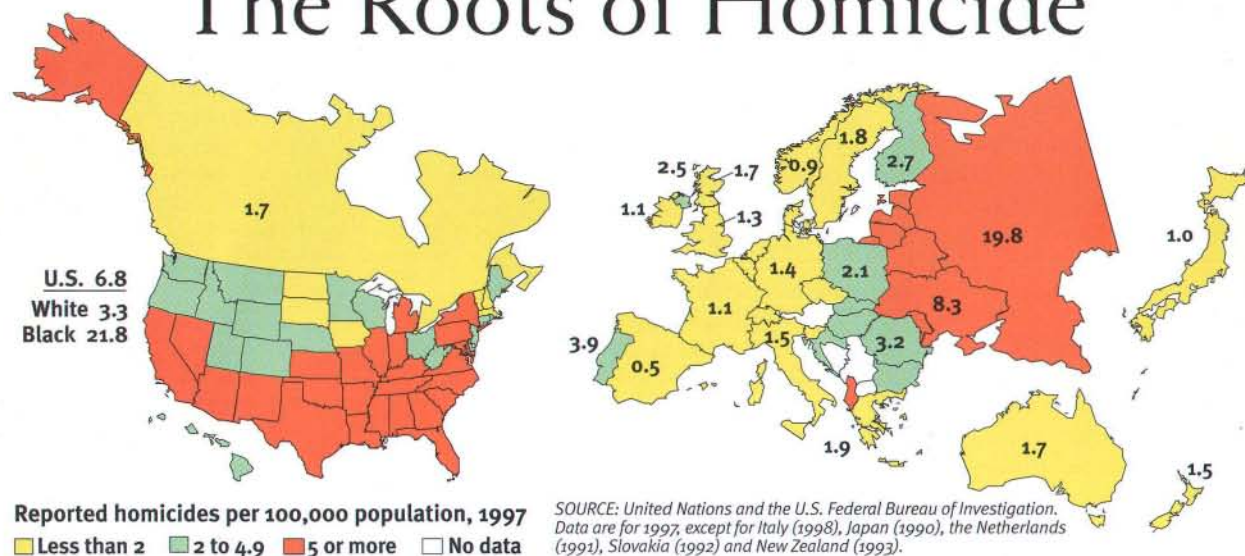 The Roots of Homicide
1.7
U.S. 6.8
White 3.3
Black 21.8
2.5
1.7
1.1
1.3
0.9
1.8
2.7
19.8
1.4
2.1
8.3
1.1
1.5
3.2
3.9
0.5
1.9
1.0
1.7
1.5
Reported homicides per 100,000 population, 1997
Less than 2 2 to 4.9 5 or more No data
SOURCE: United Nations and the U.S. Federal Bureau of Investigation.
Data are for 1997, except for Italy (1998), Japan (1990), the Netherlands
(1991), Slovakia (1992) and New Zealand (1993).